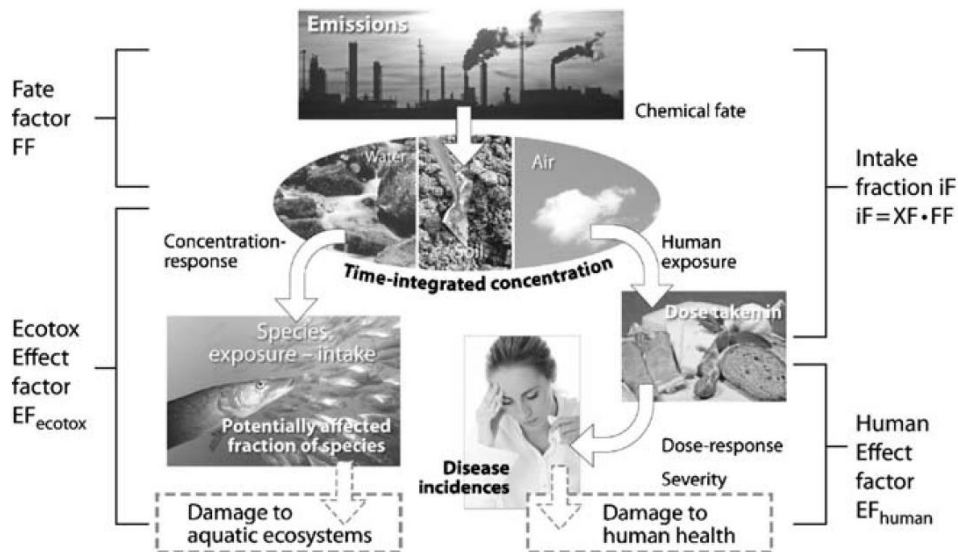 Emissions
Fate
factor
FF
Chemical fate
Water
Air
Soil
Intake
fraction iF
iF = XF • FF
Concentration-
response
Human
exposure
Time-integrated concentration
Dose taken in
Species
exposure – intake
Potentially affected
fraction of species
Ecotox
Effect
factor
EFecotox
Disease
incidences
Dose-response
Severity
Human
Effect
factor
EFhuman
Damage to
aquatic ecosystems
Damage to
human health